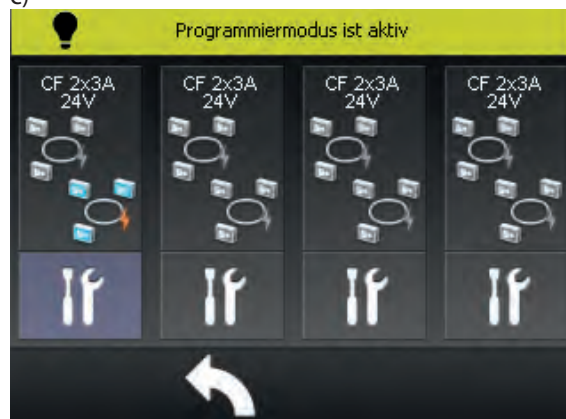 c)
Programmiermodus ist aktiv
CF 2x3A
24V
CF 2x3A
24V
CF 2x3A
24V
CF 2x3A
24V